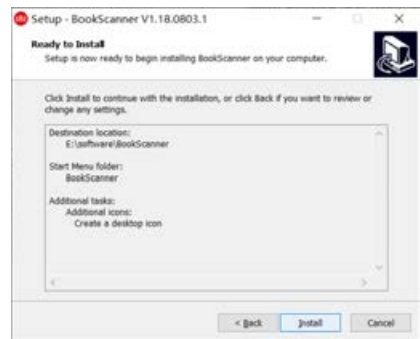 Setup - BookScanner V1.18.0803.1
Ready to Install
Setup is now ready to begin installing BookScanner on your computer.
Click Install to continue with the installation, or click Back if you want to review or
change any settings.
Destination location:
E:\software\BookScanner
Start Menu folder:
BookScanner
Additional tasks:
Additional icons:
Create a desktop icon
< Back
Install
Cancel